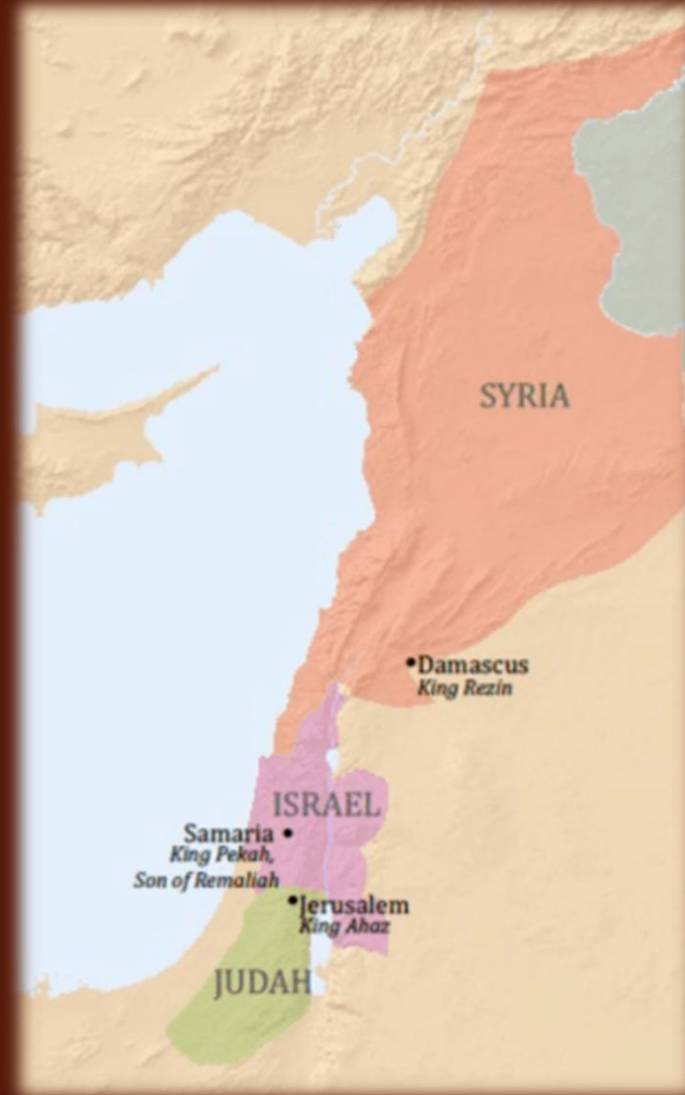 SYRIA
•Damascus
King Rezin
ISRAEL
Samaria •
King Pekah,
Son of Remaliah
•Jerusalem
King Ahaz
JUDAH